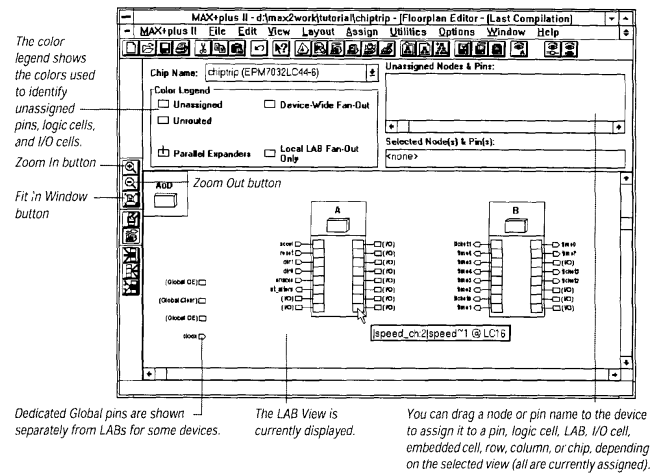 MAX+plus II - d:\max2work\tutorial\chiptrip - [Floorplan Editor - (Last Compilation)]
MAX+plus II File Edit View Layout Assign Utilities Options Window Help
The color
legend shows
the colors used
to identify
unassigned
pins, logic cells,
and I/O cells.
Zoom In button
Fit in Window
button
Chip Name: chiptrip (EPM7032LC44-6)
Color Legend
Unassigned
Device-Wide Fan-Out
Unrouted
Parallel Expanders
Local LAB Fan-Out
Only
Unassigned Nodes & Pins:
Selected Node(s) & Pin(s):
<none>
Zoom Out button
A
B
accel
reset
dir1
dir0
(I/O)
(I/O)
(I/O)
(I/O)
(I/O)
(I/O)
(I/O)
(I/O)
(I/O)
(I/O)
time0
time7
(I/O)
(I/O)
(I/O)
(I/O)
(Global OE)
(Global Clear)
(Global OE)
clock
|speed_ch:2|speed~1 @ LC16
Dedicated Global pins are shown
separately from LABs for some devices.
The LAB View is
currently displayed.
You can drag a node or pin name to the device
to assign it to a pin, logic cell, LAB, I/O cell,
embedded cell, row, column, or chip, depending
on the selected view (all are currently assigned).